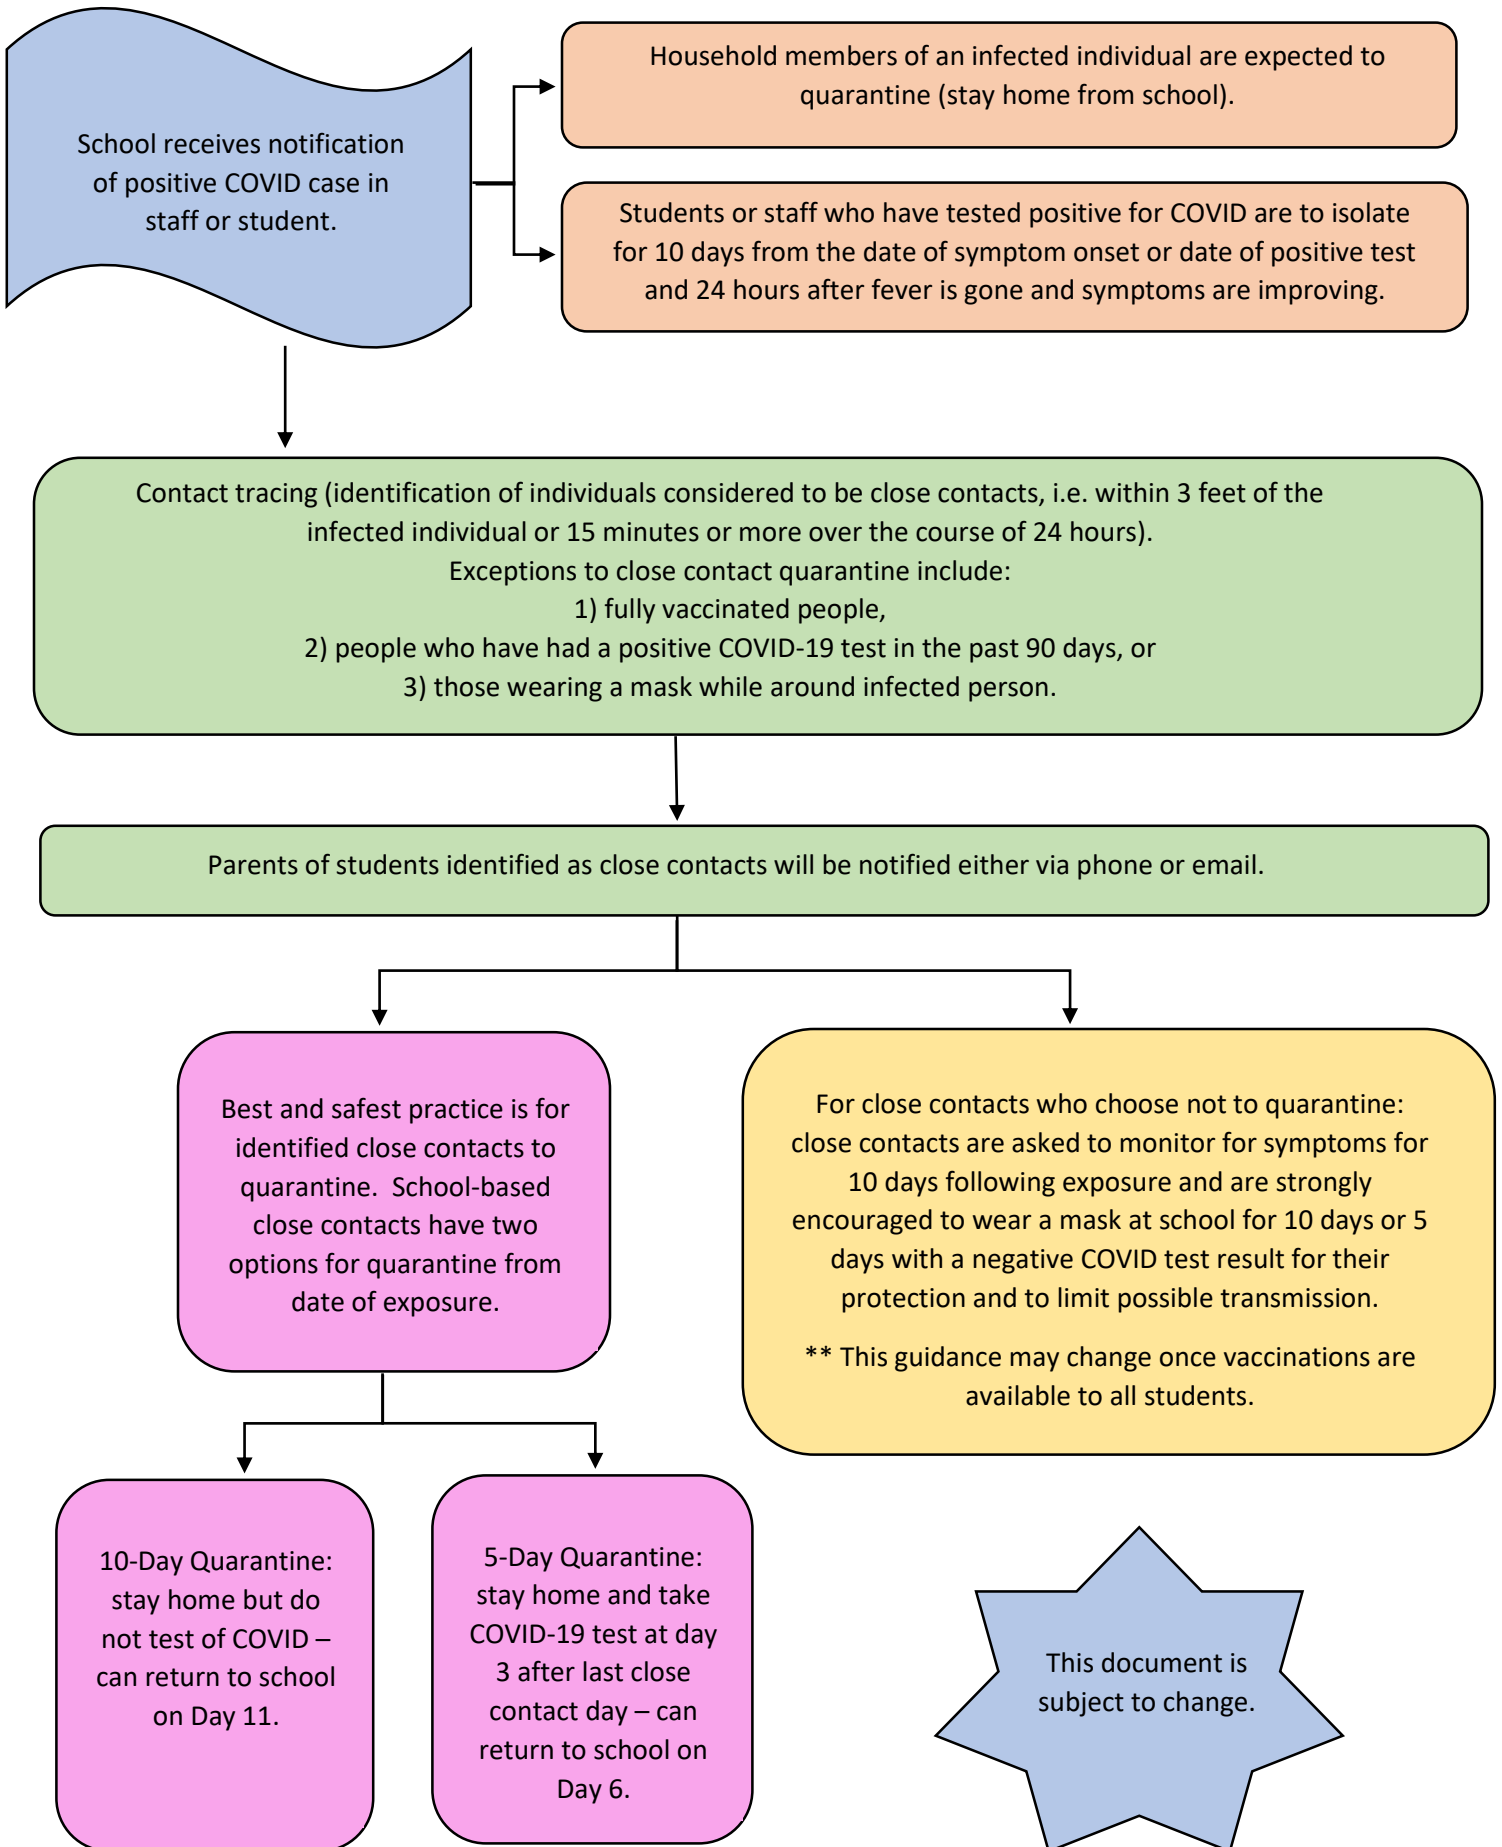 School receives notification
of positive COVID case in
staff or student.
Household members of an infected individual are expected to
quarantine (stay home from school).
Students or staff who have tested positive for COVID are to isolate
for 10 days from the date of symptom onset or date of positive test
and 24 hours after fever is gone and symptoms are improving.
Contact tracing (identification of individuals considered to be close contacts, i.e. within 3 feet of the
infected individual or 15 minutes or more over the course of 24 hours).
Exceptions to close contact quarantine include:
1) fully vaccinated people,
2) people who have had a positive COVID-19 test in the past 90 days, or
3) those wearing a mask while around infected person.
Parents of students identified as close contacts will be notified either via phone or email.
Best and safest practice is for
identified close contacts to
quarantine.  School-based
close contacts have two
options for quarantine from
date of exposure.
For close contacts who choose not to quarantine:
close contacts are asked to monitor for symptoms for
10 days following exposure and are strongly
encouraged to wear a mask at school for 10 days or 5
days with a negative COVID test result for their
protection and to limit possible transmission.
** This guidance may change once vaccinations are
available to all students.
10-Day Quarantine:
stay home but do
not test of COVID –
can return to school
on Day 11.
5-Day Quarantine:
stay home and take
COVID-19 test at day
3 after last close
contact day – can
return to school on
Day 6.
This document is
subject to change.